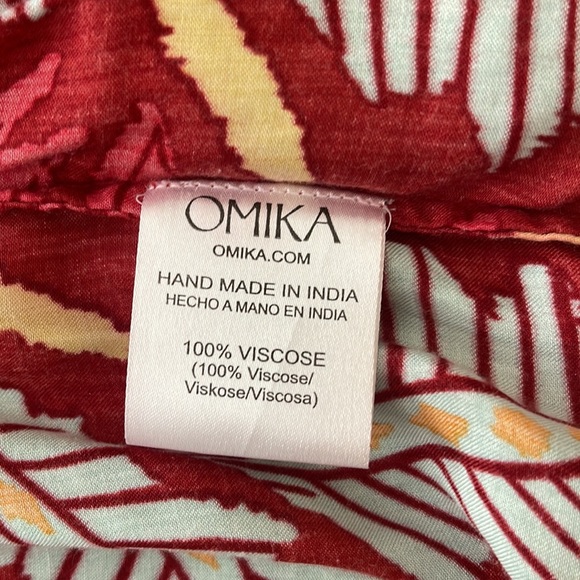 OMIKA
OMIKA.COM
HAND MADE IN INDIA
HECHO A MANO EN INDIA
100% VISCOSE
(100% Viscose/
Viskose/Viscosa)